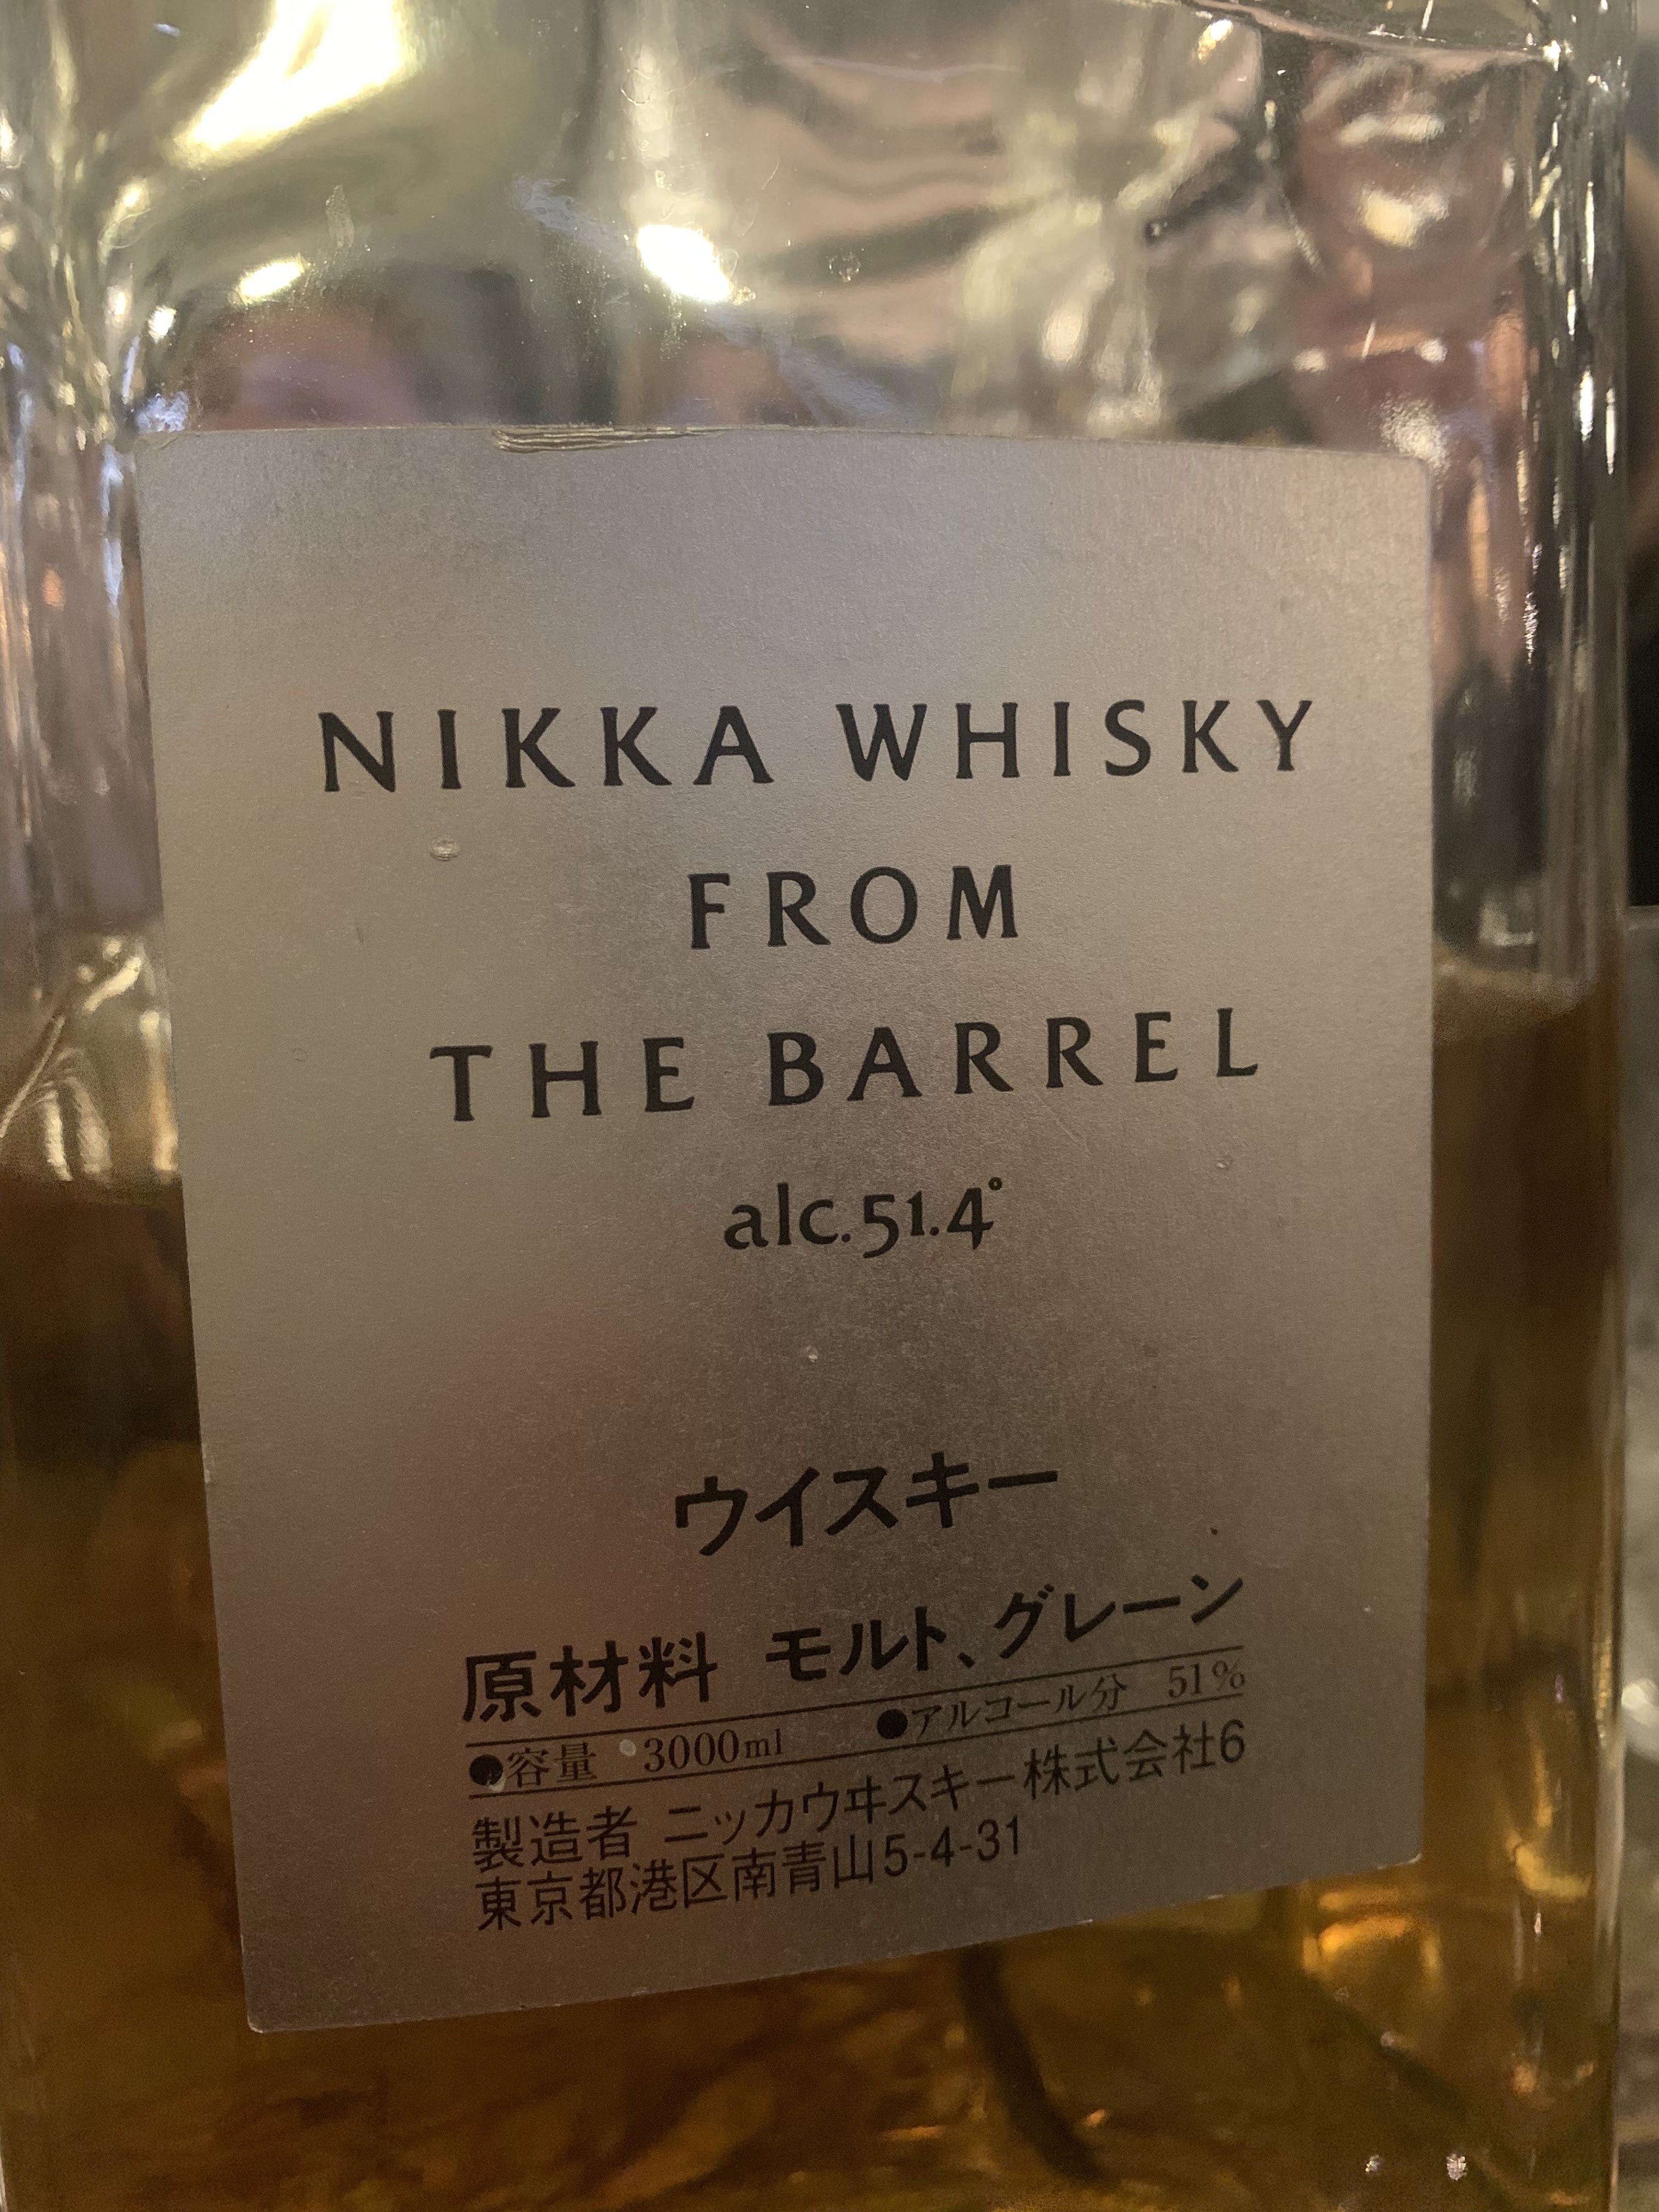 NIKKA WHISKY
FROM
THE BARREL
alc.51.4°
ウイスキー
原材料 モルト、グレーン
●容量 3000ml ●アルコール分 51%
製造者 ニッカウヰスキー株式会社6
東京都港区南青山5-4-31